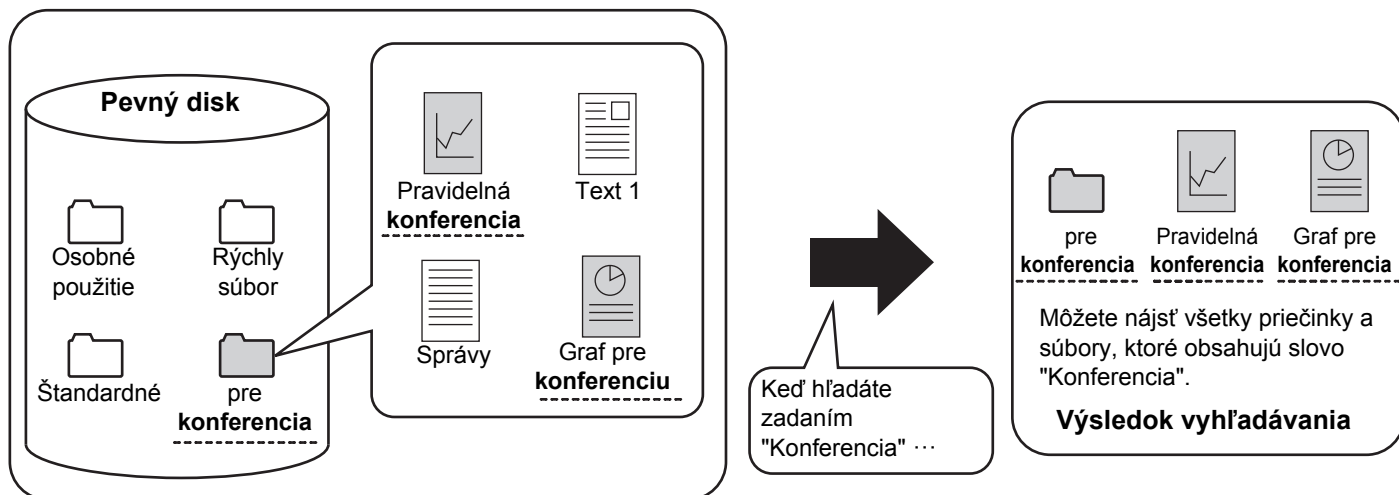 Pevný disk
Osobné
použitie
Rýchly
súbor
Štandardné
pre
konferencia
Pravidelná
konferencia
Text 1
Správy
Graf pre
konferenciu
Keď hľadáte
zadaním
"Konferencia" ···
pre
konferencia
Pravidelná
konferencia
Graf pre
konferencia
Môžete nájsť všetky priečinky a
súbory, ktoré obsahujú slovo
"Konferencia".
Výsledok vyhľadávania